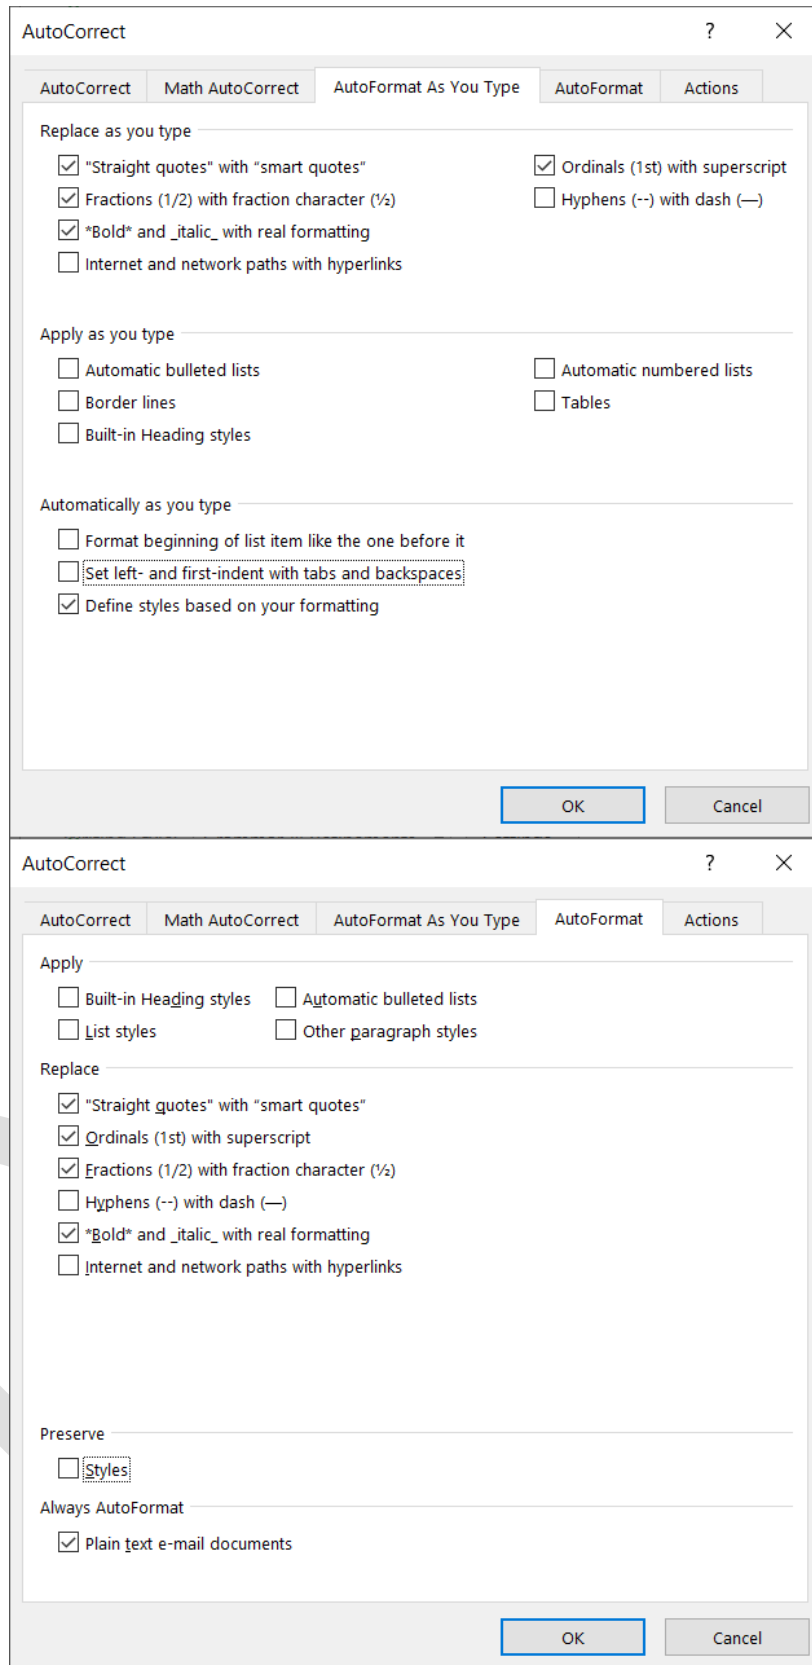 AutoCorrect ? ×
AutoCorrect Math AutoCorrect AutoFormat As You Type AutoFormat Actions
Replace as you type
"Straight quotes" with “smart quotes” Ordinals (1st) with superscript
Fractions (1/2) with fraction character (½) Hyphens (--) with dash (—)
*Bold* and _italic_ with real formatting
Internet and network paths with hyperlinks
Apply as you type
Automatic bulleted lists Automatic numbered lists
Border lines Tables
Built-in Heading styles
Automatically as you type
Format beginning of list item like the one before it
Set left- and first-indent with tabs and backspaces
Define styles based on your formatting
OK Cancel
AutoCorrect ? ×
AutoCorrect Math AutoCorrect AutoFormat As You Type AutoFormat Actions
Apply
Built-in Heading styles Automatic bulleted lists
List styles Other paragraph styles
Replace
"Straight quotes" with “smart quotes”
Ordinals (1st) with superscript
Fractions (1/2) with fraction character (½)
Hyphens (--) with dash (—)
*Bold* and _italic_ with real formatting
Internet and network paths with hyperlinks
Preserve
Styles
Always AutoFormat
Plain text e-mail documents
OK Cancel